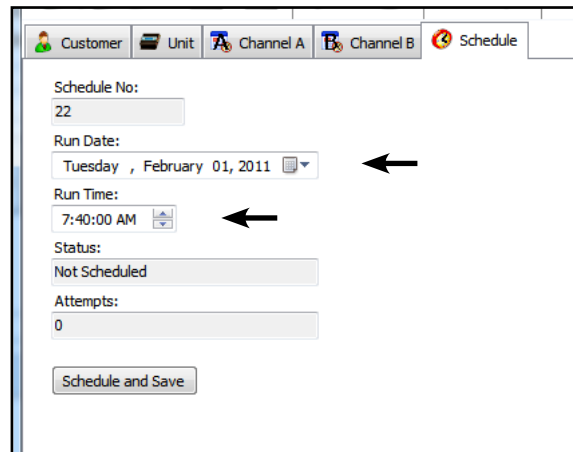 Customer Unit Channel A Channel B Schedule
Schedule No:
22
Run Date:
Tuesday , February 01, 2011
Run Time:
7:40:00 AM
Status:
Not Scheduled
Attempts:
0
Schedule and Save